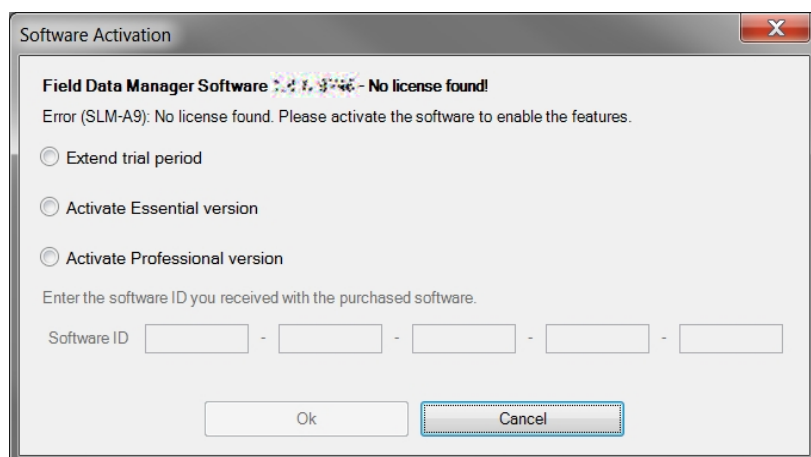 Software Activation
Field Data Manager Software - No license found!
Error (SLM-A9): No license found. Please activate the software to enable the features.
Extend trial period
Activate Essential version
Activate Professional version
Enter the software ID you received with the purchased software.
Software ID - - - -
Ok Cancel